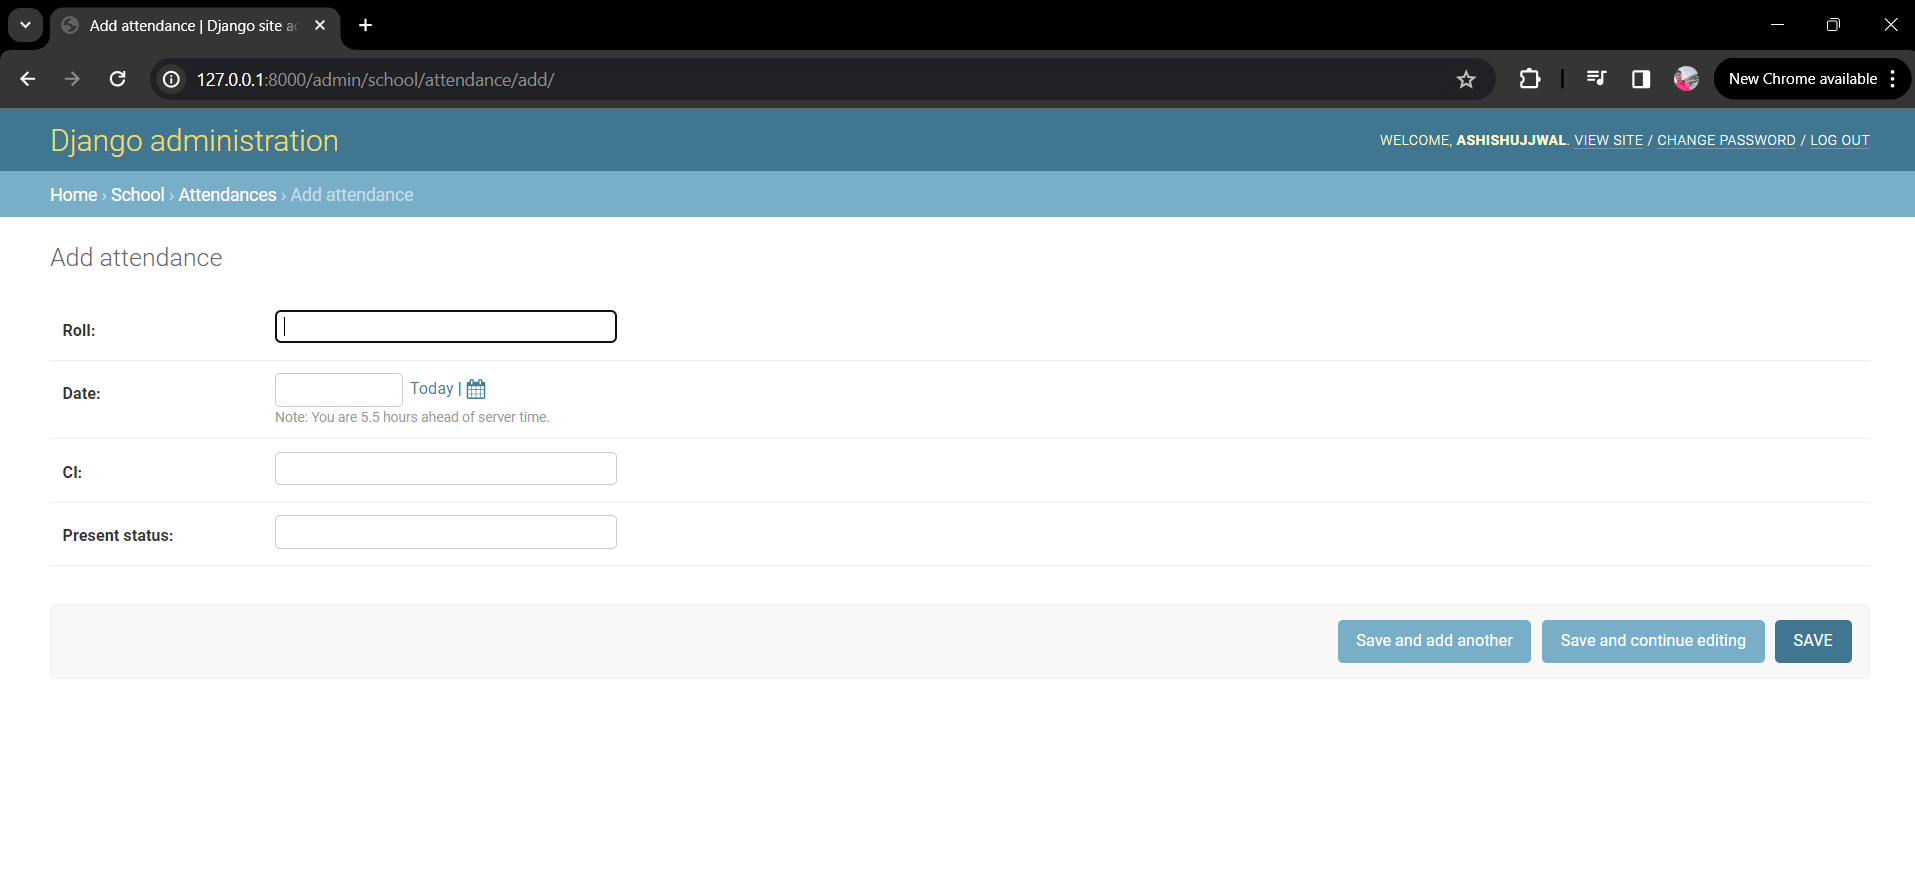 Add attendance | Django site a
127.0.0.1:8000/admin/school/attendance/add/
New Chrome available
Django administration
WELCOME, ASHISHUJJWAL. VIEW SITE / CHANGE PASSWORD / LOG OUT
Home › School › Attendances › Add attendance
Add attendance
Roll:
Date:
Today |
Note: You are 5.5 hours ahead of server time.
Cl:
Present status:
Save and add another
Save and continue editing
SAVE